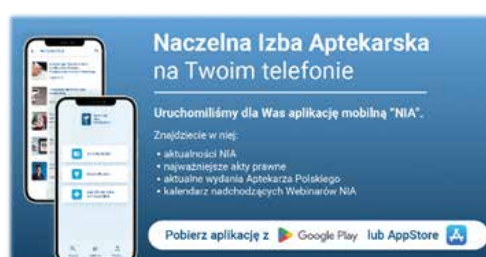 Naczelna Izba Aptekarska
na Twoim telefonie
Uruchomiliśmy dla Was aplikację mobilną "NIA".
Znajdziecie w niej:
• aktualności NIA
• najważniejsze akty prawne
• aktualne wydania Aptekarza Polskiego
• kalendarz nadchodzących Webinarów NIA
Pobierz aplikację z Google Play lub AppStore